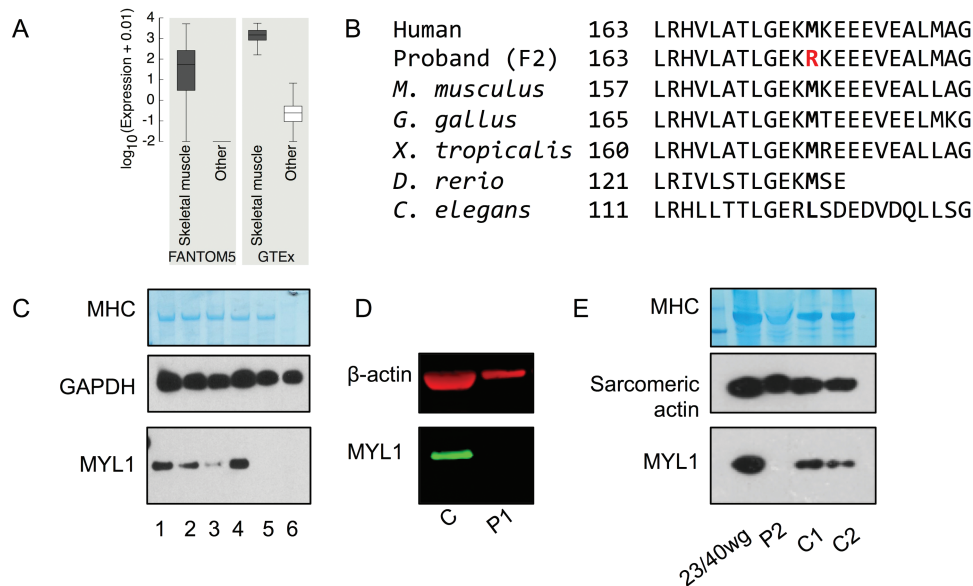 A
log10(Expression + 0.01)
4
3
2
1
0
-1
-2
Skeletal muscle
Other
Skeletal muscle
Other
FANTOM5
GTEx
B
Human 163 LRHVLATLGEKMKEEEVEALMAG
Proband (F2) 163 LRHVLATLGEKRKEEEVEALMAG
M. musculus 157 LRHVLATLGEKMKEEEVEALLAG
G. gallus 165 LRHVLATLGEKMTEEEVEELMKG
X. tropicalis 160 LRHVLATLGEKMREEEVEALLAG
D. rerio 121 LRIVLSTLGEKMSE
C. elegans 111 LRHLLTTLGERLSDEDVDQLLSG
C
MHC
GAPDH
MYL1
1 2 3 4 5 6
D
β-actin
MYL1
C P1
E
MHC
Sarcomeric
actin
MYL1
23/40wg P2 C1 C2